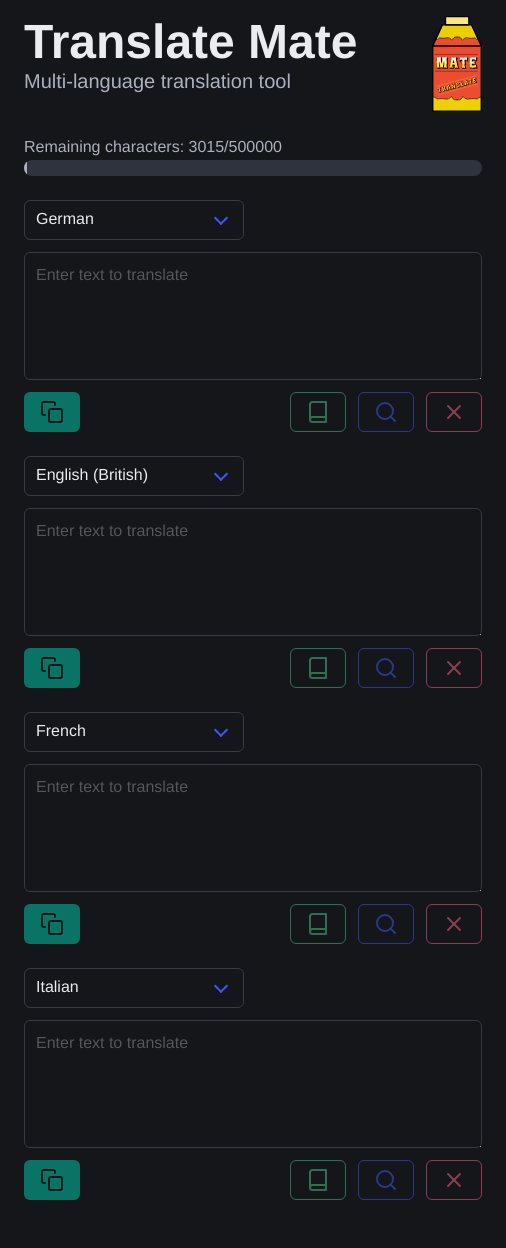 Translate Mate
Multi-language translation tool
MATE
TRANSLATE
Remaining characters: 3015/500000
German
Enter text to translate
English (British)
Enter text to translate
French
Enter text to translate
Italian
Enter text to translate